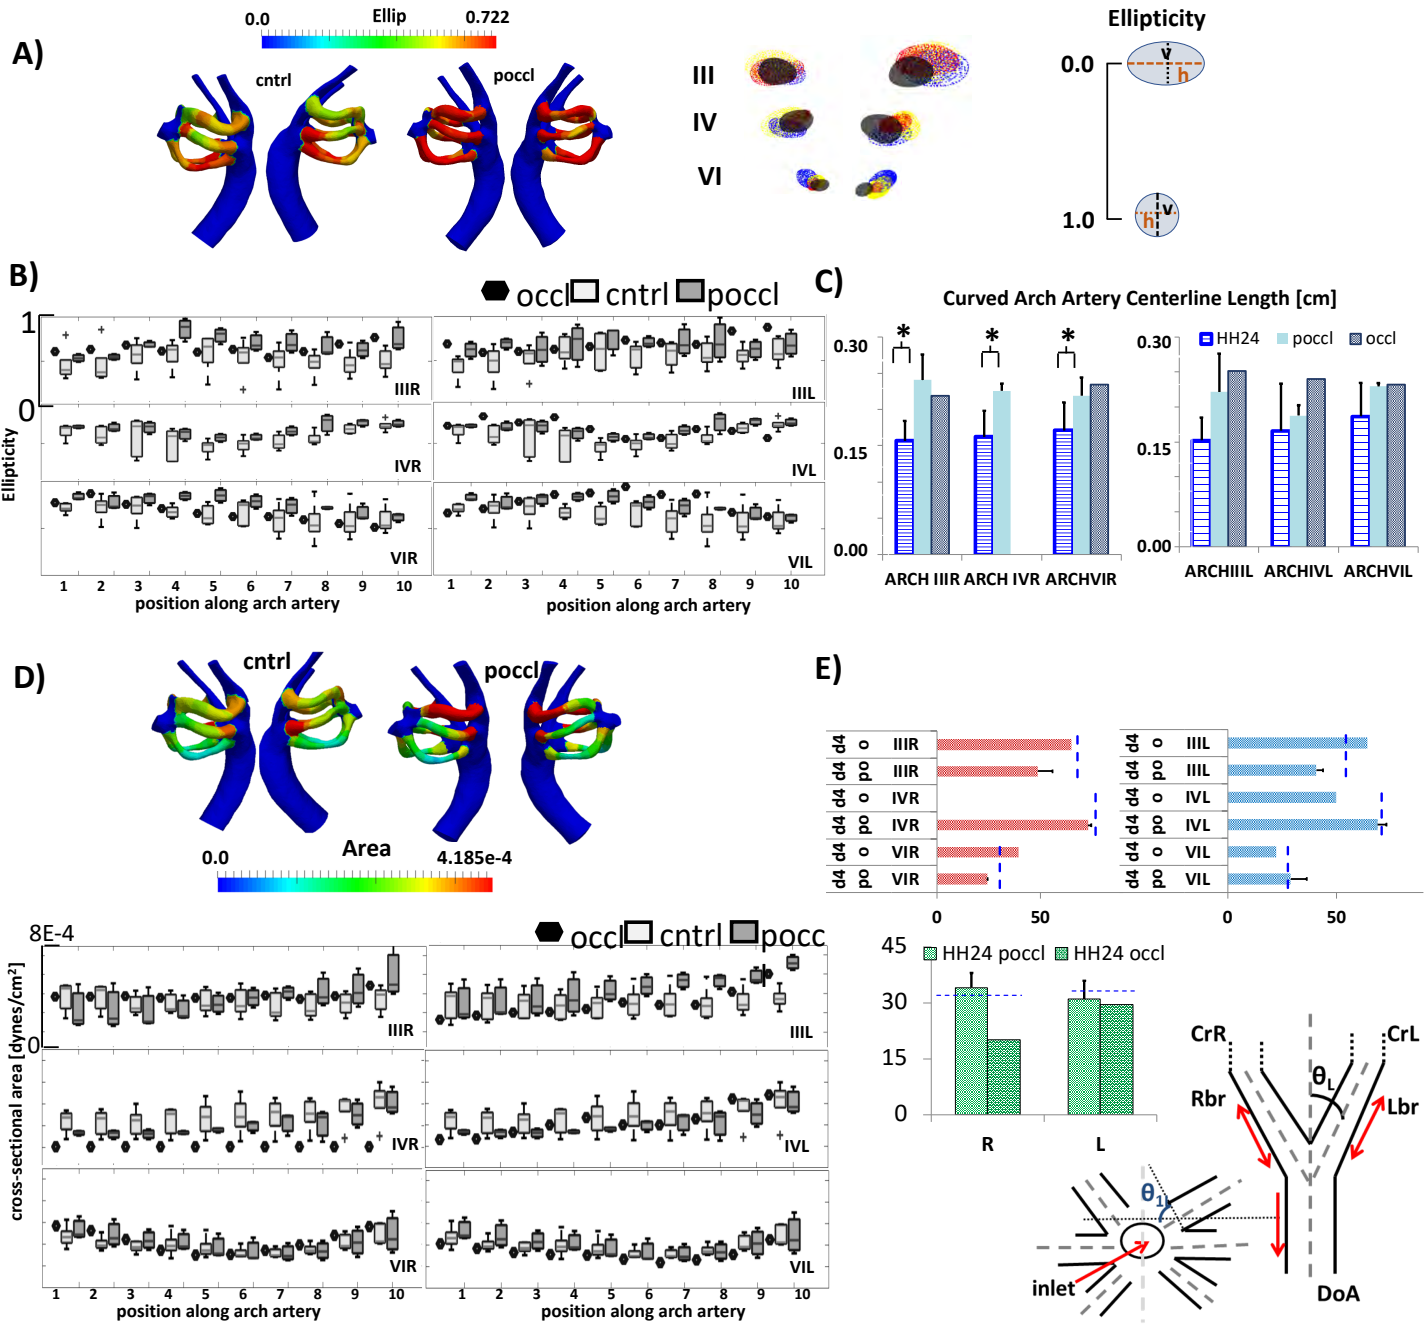 A)
0.0 Ellip 0.722
cntrl
poccl
III
IV
VI
Ellipticity
0.0
v
h
1.0
v
h
B)
occl cntrl poccl
1
0
Ellipticity
IIIR
IIIL
IVR
IVL
VIR
VIL
1 2 3 4 5 6 7 8 9 10
1 2 3 4 5 6 7 8 9 10
position along arch artery
position along arch artery
C)
Curved Arch Artery Centerline Length [cm]
HH24 poccl occl
* * *
0.30
0.15
0.00
ARCH IIIR ARCH IVR ARCHVIR
0.30
0.15
0.00
ARCHIIIL ARCHIVL ARCHVIL
D)
cntrl
poccl
Area
0.0 4.185e-4
8E-4
0
occl cntrl pocc
cross-sectional area [dynes/cm²]
IIIR
IIIL
IVR
IVL
VIR
VIL
1 2 3 4 5 6 7 8 9 10
1 2 3 4 5 6 7 8 9 10
position along arch artery
position along arch artery
E)
d4 o IIIR
d4 po IIIR
d4 o IVR
d4 po IVR
d4 o VIR
d4 po VIR
0 50
d4 o IIIL
d4 po IIIL
d4 o IVL
d4 po IVL
d4 o VIL
d4 po VIL
0 50
45
30
15
0
HH24 poccl HH24 occl
R L
CrR
CrL
θL
Rbr
Lbr
θ1
inlet
DoA